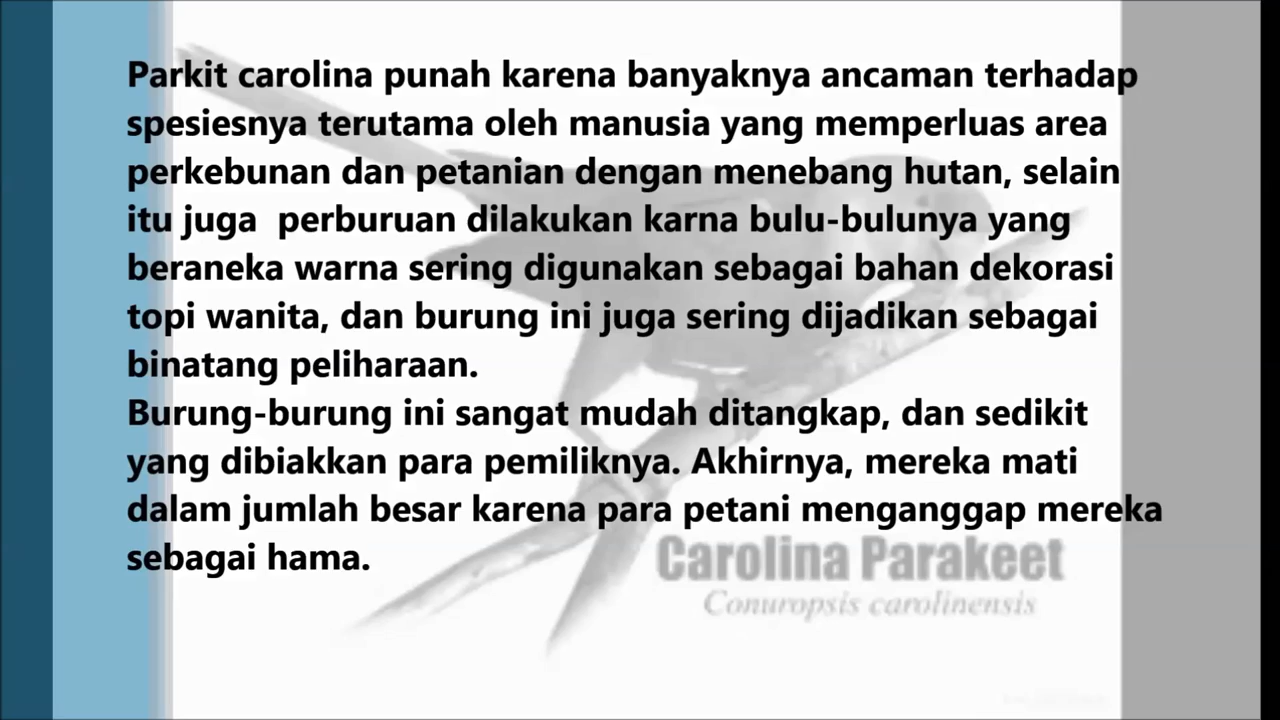 Parkit carolina punah karena banyaknya ancaman terhadap
spesiesnya terutama oleh manusia yang memperluas area
perkebunan dan petanian dengan menebang hutan, selain
itu juga  perburuan dilakukan karna bulu-bulunya yang
beraneka warna sering digunakan sebagai bahan dekorasi
topi wanita, dan burung ini juga sering dijadikan sebagai
binatang peliharaan.
Burung-burung ini sangat mudah ditangkap, dan sedikit
yang dibiakkan para pemiliknya. Akhirnya, mereka mati
dalam jumlah besar karena para petani menganggap mereka
sebagai hama.
Carolina Parakeet
Conuropsis carolinensis